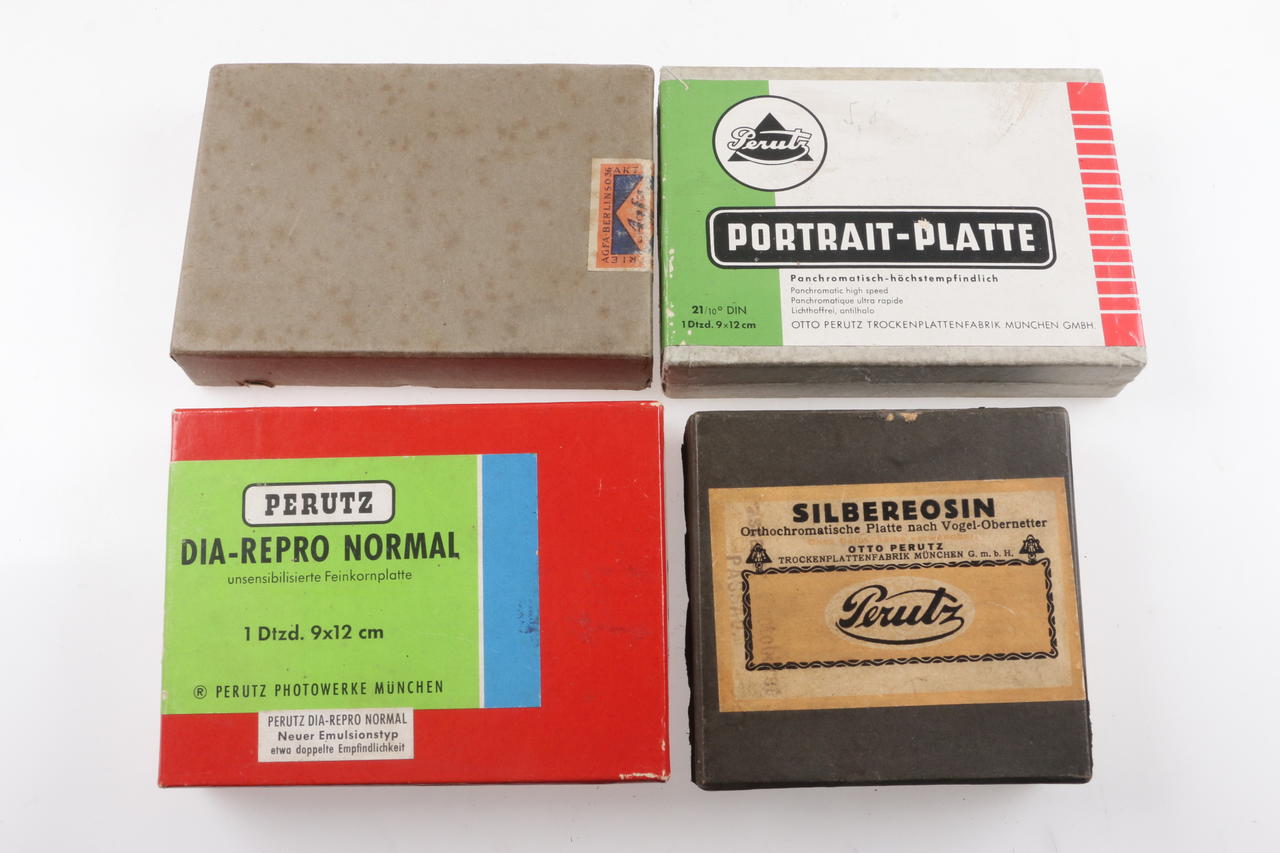 AGFA·BERLIN SO.36
AKT
Agfa
Perutz
PORTRAIT-PLATTE
Panchromatisch-höchstempfindlich
Panchromatic high speed
Panchromatique ultra rapide
Lichthoffrei, antihalo
21/10° DIN
1 Dtzd. 9x12 cm
OTTO PERUTZ TROCKENPLATTENFABRIK MÜNCHEN GMBH.
PERUTZ
DIA-REPRO NORMAL
unsensibilisierte Feinkornplatte
1 Dtzd. 9x12 cm
® PERUTZ PHOTOWERKE MÜNCHEN
PERUTZ DIA-REPRO NORMAL
Neuer Emulsionstyp
etwa doppelte Empfindlichkeit
SILBEREOSIN
Orthochromatische Platte nach Vogel-Obernetter
OTTO PERUTZ
TROCKENPLATTENFABRIK MÜNCHEN G. m. b. H.
Perutz